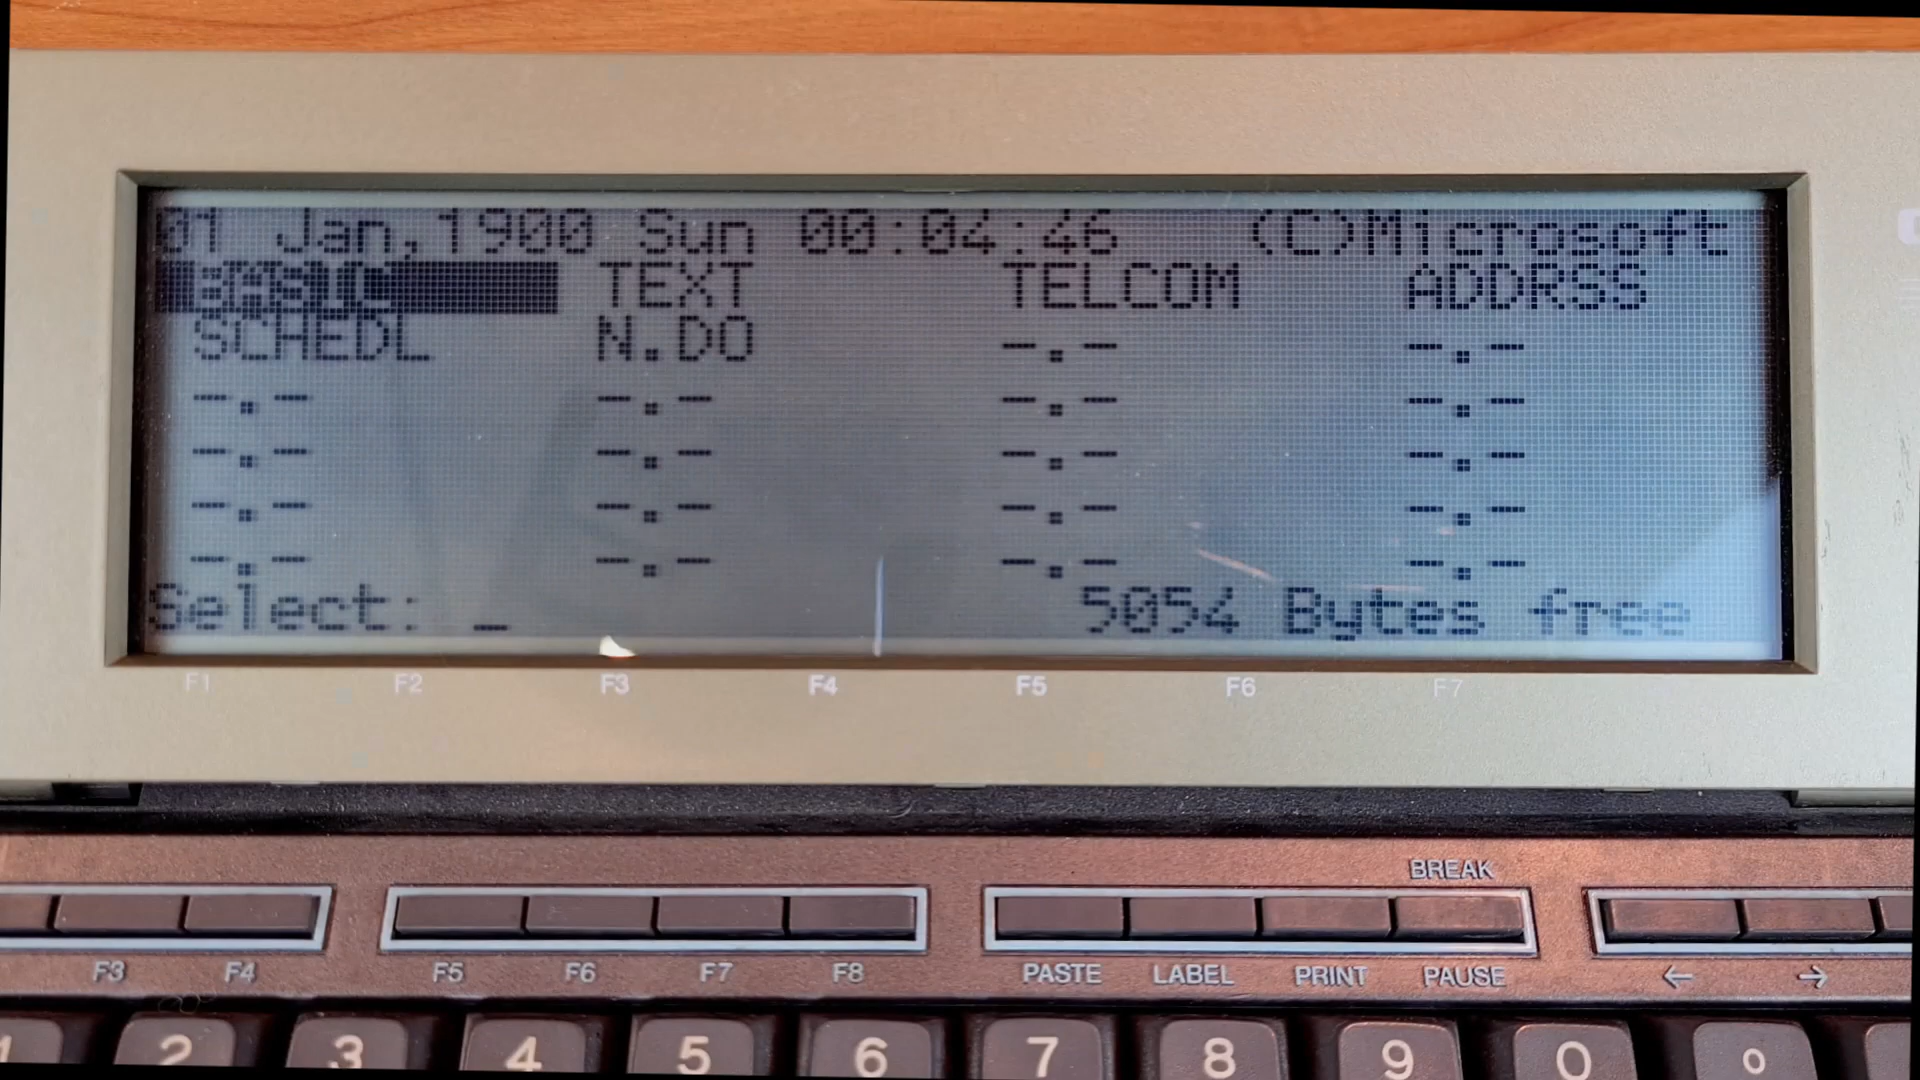 01 Jan,1900 Sun 00:04:46 (C)Microsoft
BASIC TEXT TELCOM ADDRSS
SCHEDL N.DO -.- -.-
-.- -.- -.- -.-
-.- -.- -.- -.-
-.- -.- -.- -.-
-.- -.- -.- -.-
Select: _ 5054 Bytes free
F1 F2 F3 F4 F5 F6 F7
BREAK
F3 F4 F5 F6 F7 F8 PASTE LABEL PRINT PAUSE ← →
1 2 3 4 5 6 7 8 9 0